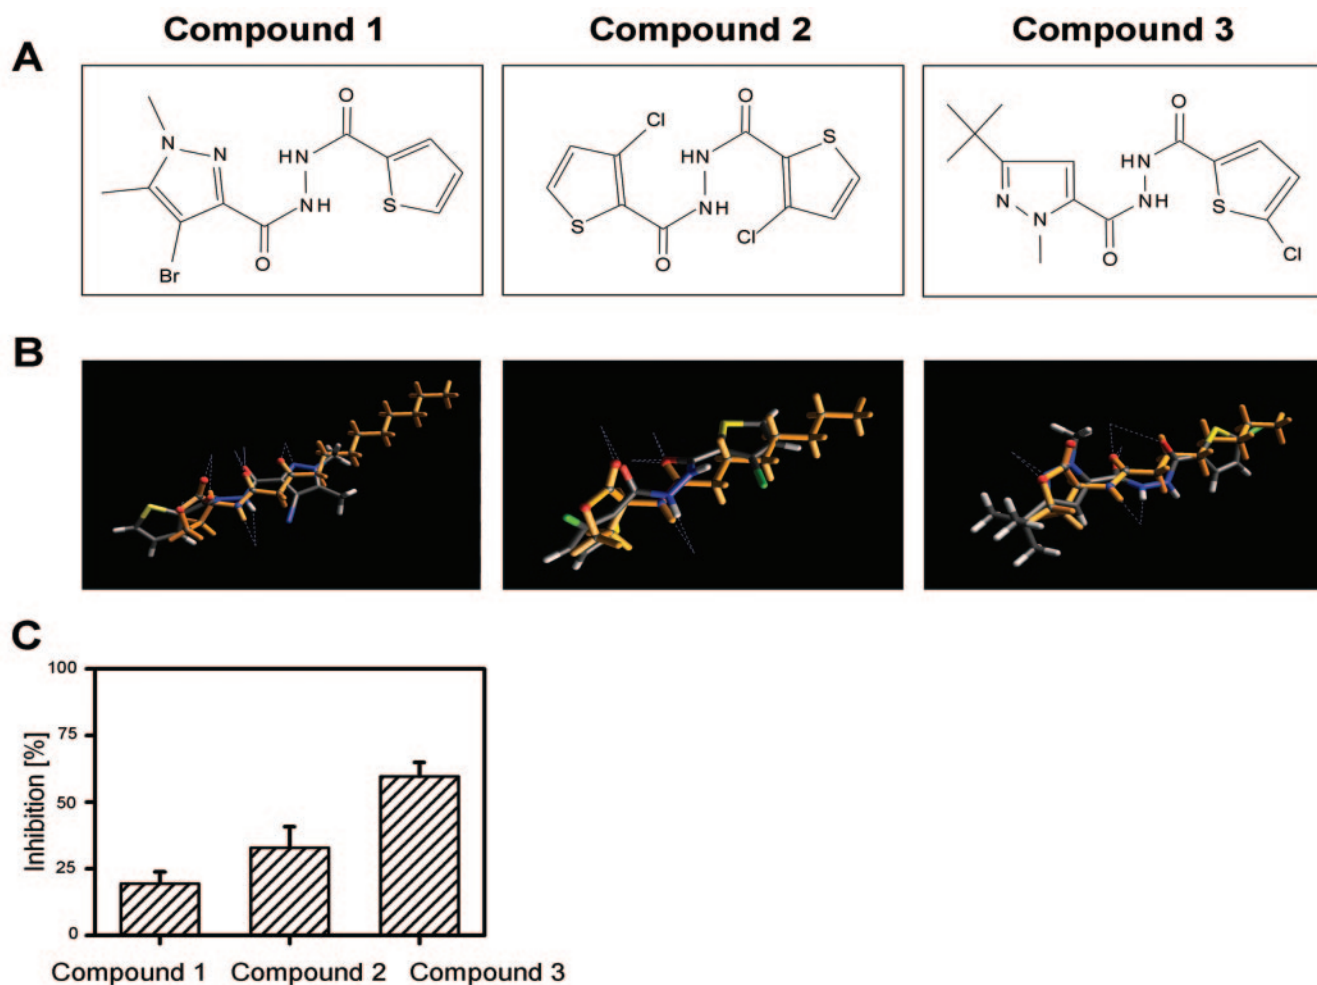 Compound 1 Compound 2 Compound 3
A
O
N
N
HN
NH
S
O
Br
O
Cl
S
HN
NH
S
Cl
O
O
HN
N
N
NH
S
O
Cl
B
C
100
75
50
25
0
Inhibition [%]
Compound 1 Compound 2 Compound 3